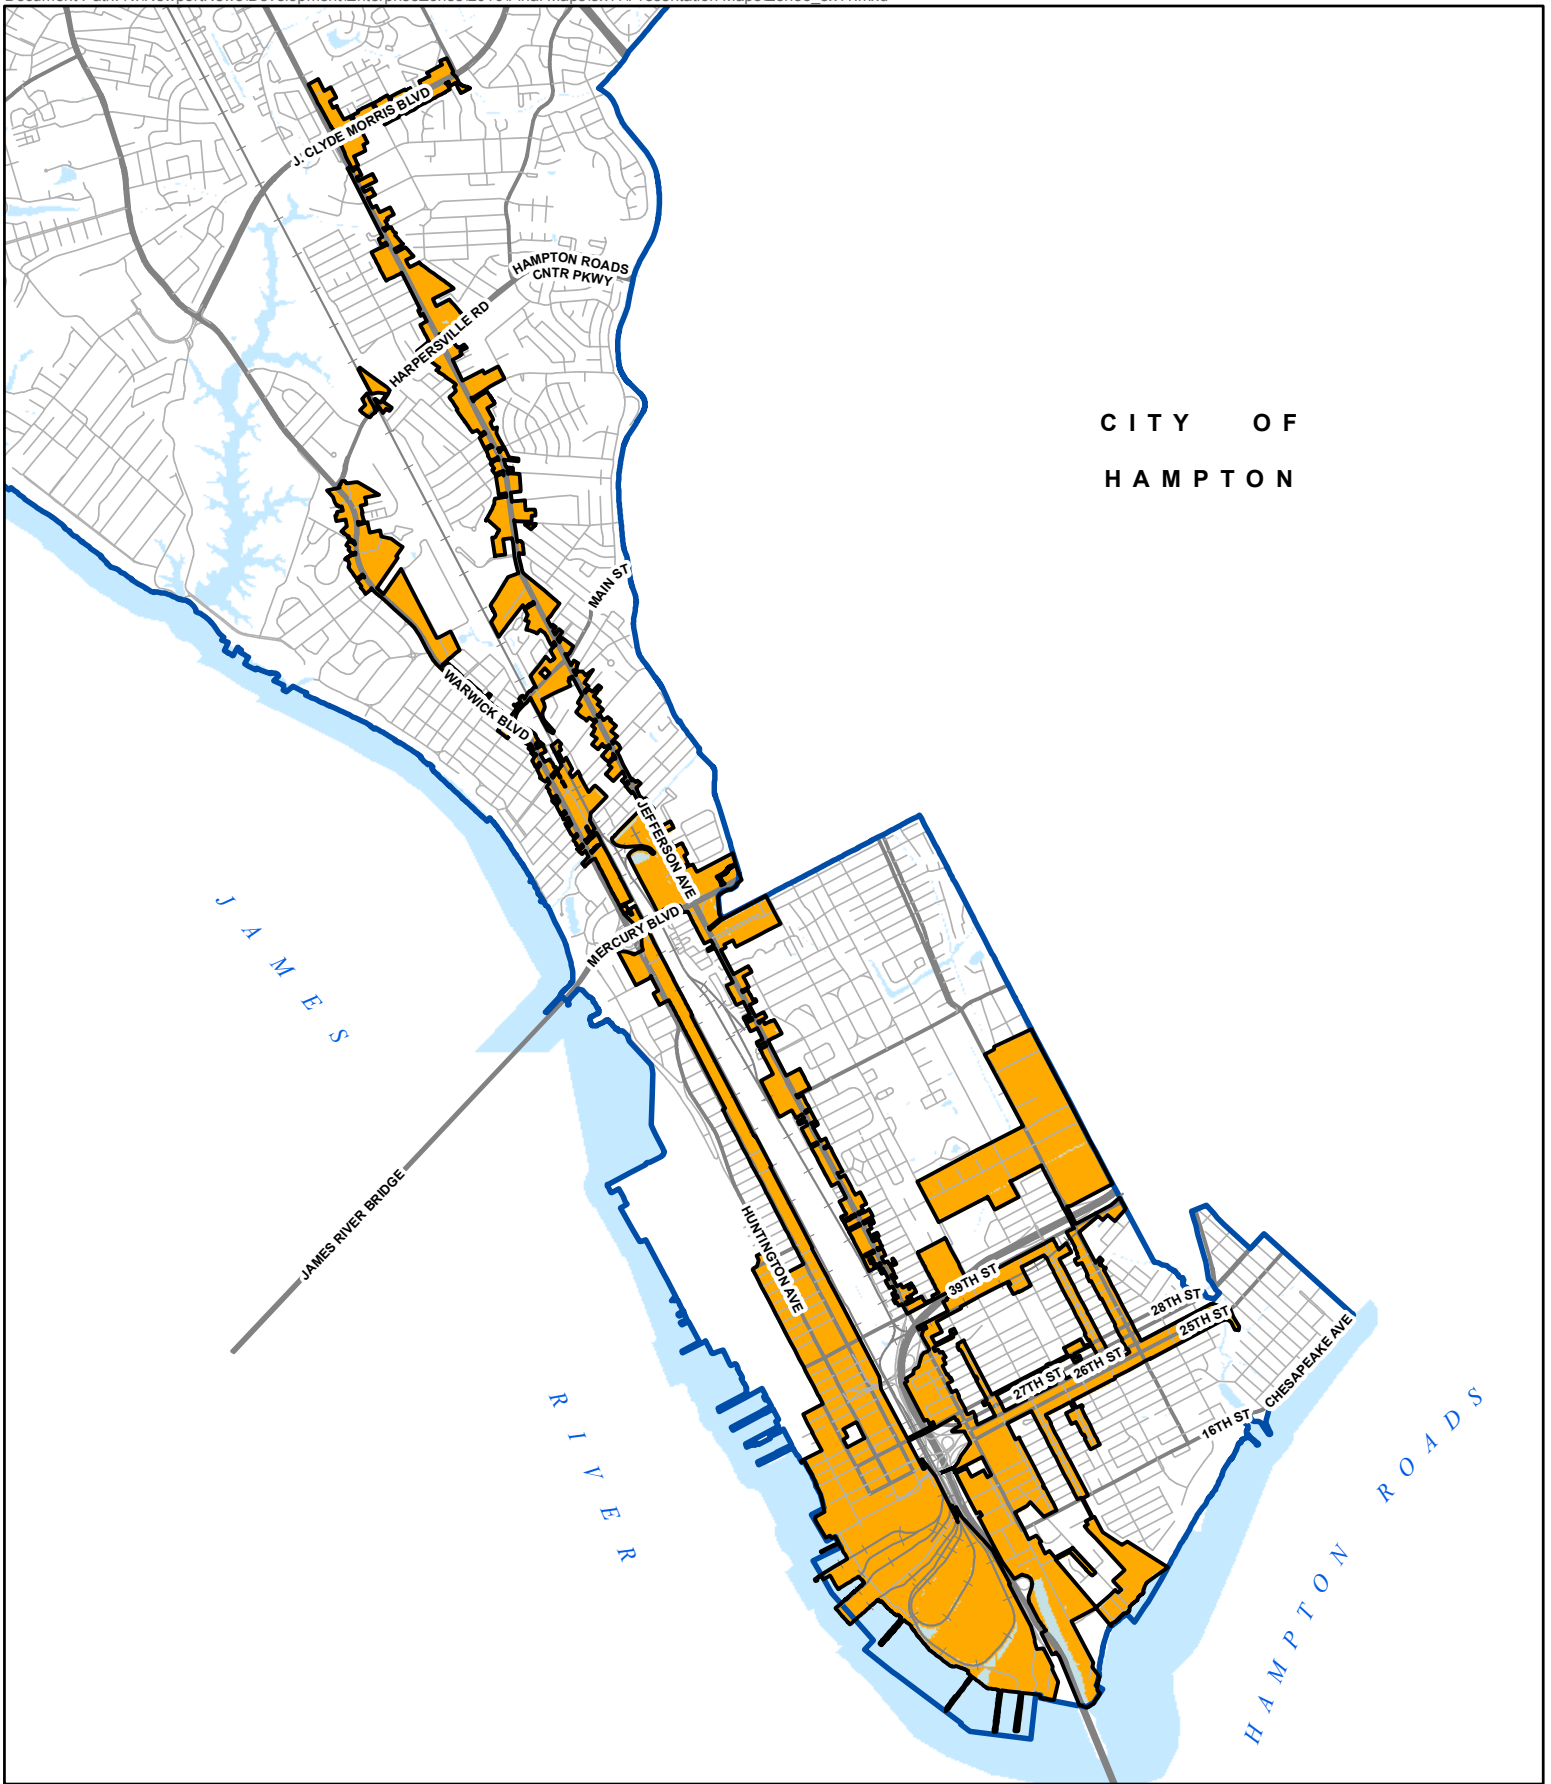 J. CLYDE MORRIS BLVD
HAMPTON ROADS
CNTR PKWY
HARPERSVILLE RD
CITY OF
HAMPTON
MAIN ST
WARWICK BLVD
JEFFERSON AVE
MERCURY BLVD
JAMES
JAMES RIVER BRIDGE
HUNTINGTON AVE
39TH ST
28TH ST
25TH ST
27TH ST
26TH ST
CHESAPEAKE AVE
16TH ST
RIVER
HAMPTON ROADS